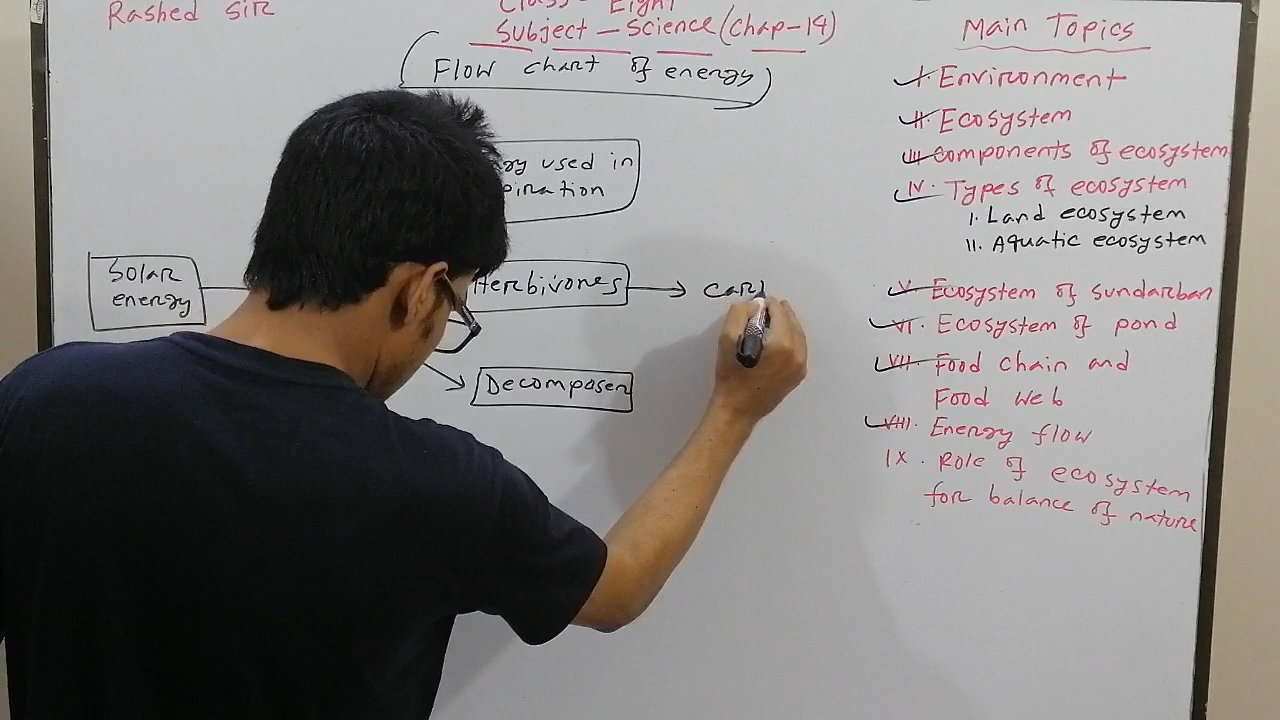 Rashed sir
Class - Eight
Subject - Science (Chap-14)
Flow chart of energy
used in
Solar
energy
Herbivores
Decomposer
Main Topics
I. Environment
II. Ecosystem
III. Components of ecosystem
IV. Types of ecosystem
I. Land ecosystem
II. Aquatic ecosystem
V. Ecosystem of Sundarban
VI. Ecosystem of pond
VII. Food chain and
Food web
VIII. Energy flow
IX. Role of ecosystem
for balance of nature